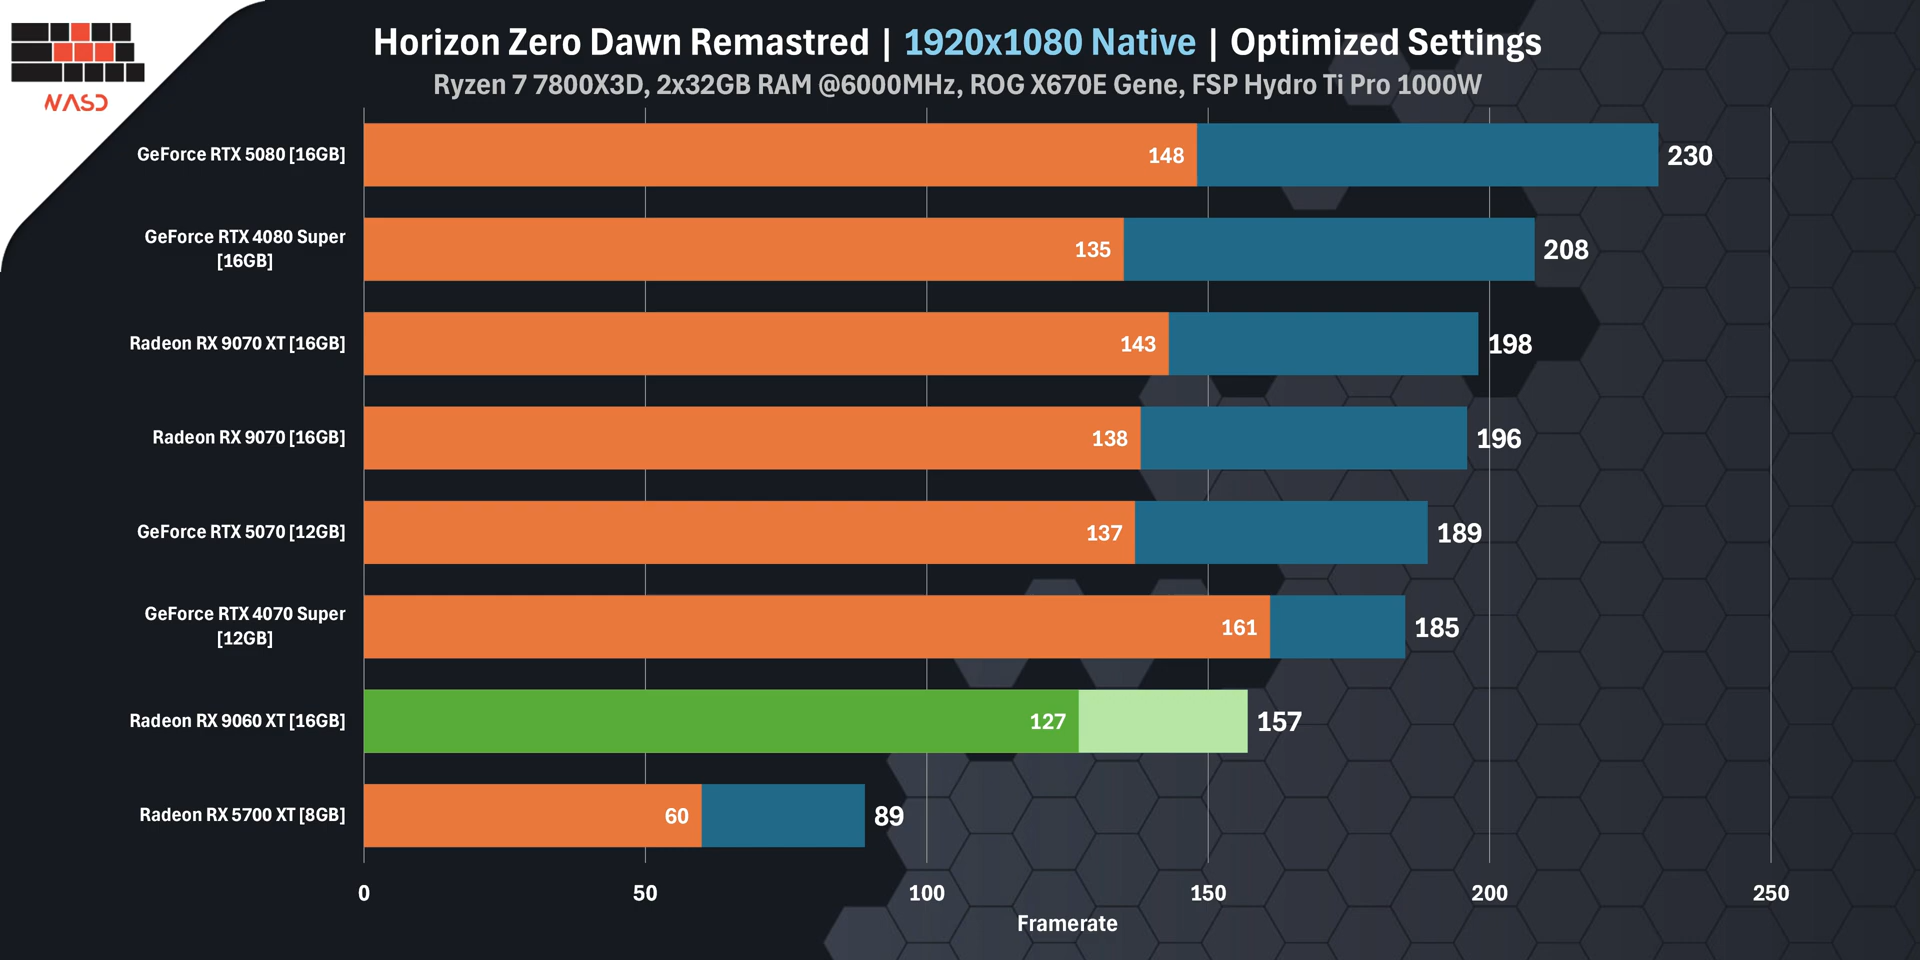 WASD
Horizon Zero Dawn Remastred | 1920x1080 Native | Optimized Settings
Ryzen 7 7800X3D, 2x32GB RAM @6000MHz, ROG X670E Gene, FSP Hydro Ti Pro 1000W
GeForce RTX 5080 [16GB] 148 230
GeForce RTX 4080 Super
[16GB] 135 208
Radeon RX 9070 XT [16GB] 143 198
Radeon RX 9070 [16GB] 138 196
GeForce RTX 5070 [12GB] 137 189
GeForce RTX 4070 Super
[12GB] 161 185
Radeon RX 9060 XT [16GB] 127 157
Radeon RX 5700 XT [8GB] 60 89
0 50 100 150 200 250
Framerate